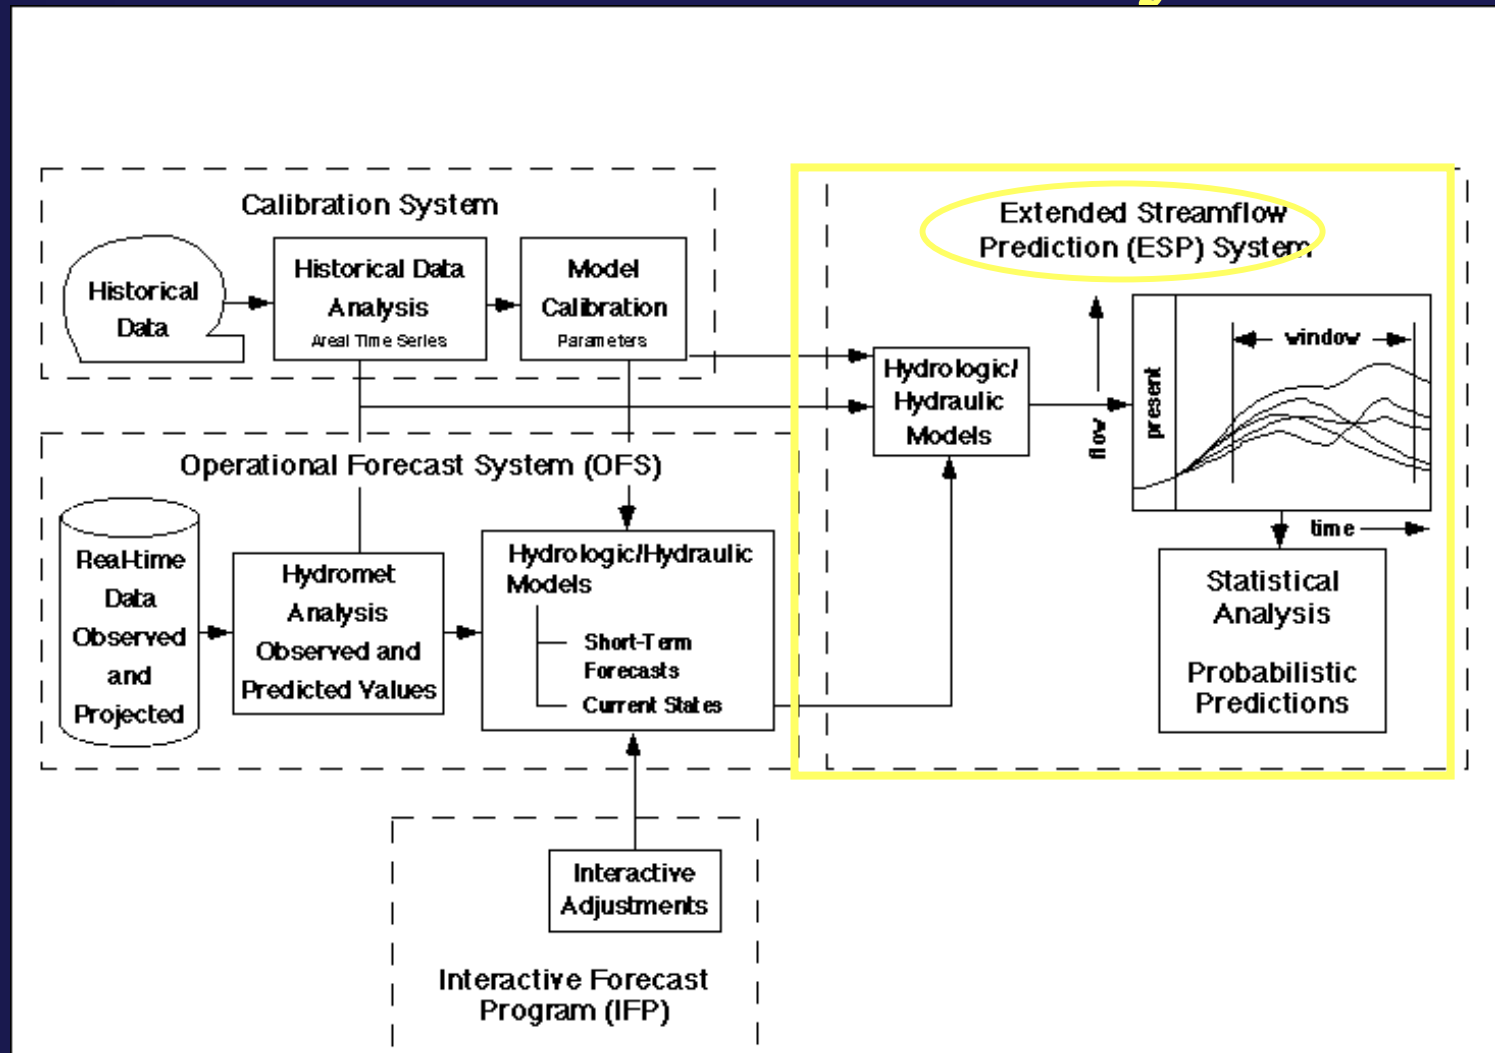 Calibration System
Historical
Data
Historical Data
Analysis
Areal Time Series
Model
Calibration
Parameters
Extended Streamflow
Prediction (ESP) System
Hydrologic/
Hydraulic
Models
flow
present
window
time
Statistical
Analysis
Probabilistic
Predictions
Operational Forecast System (OFS)
Real-time
Data
Observed
and
Projected
Hydromet
Analysis
Observed and
Predicted Values
Hydrologic/Hydraulic
Models
Short-Term
Forecasts
Current States
Interactive
Adjustments
Interactive Forecast
Program (IFP)